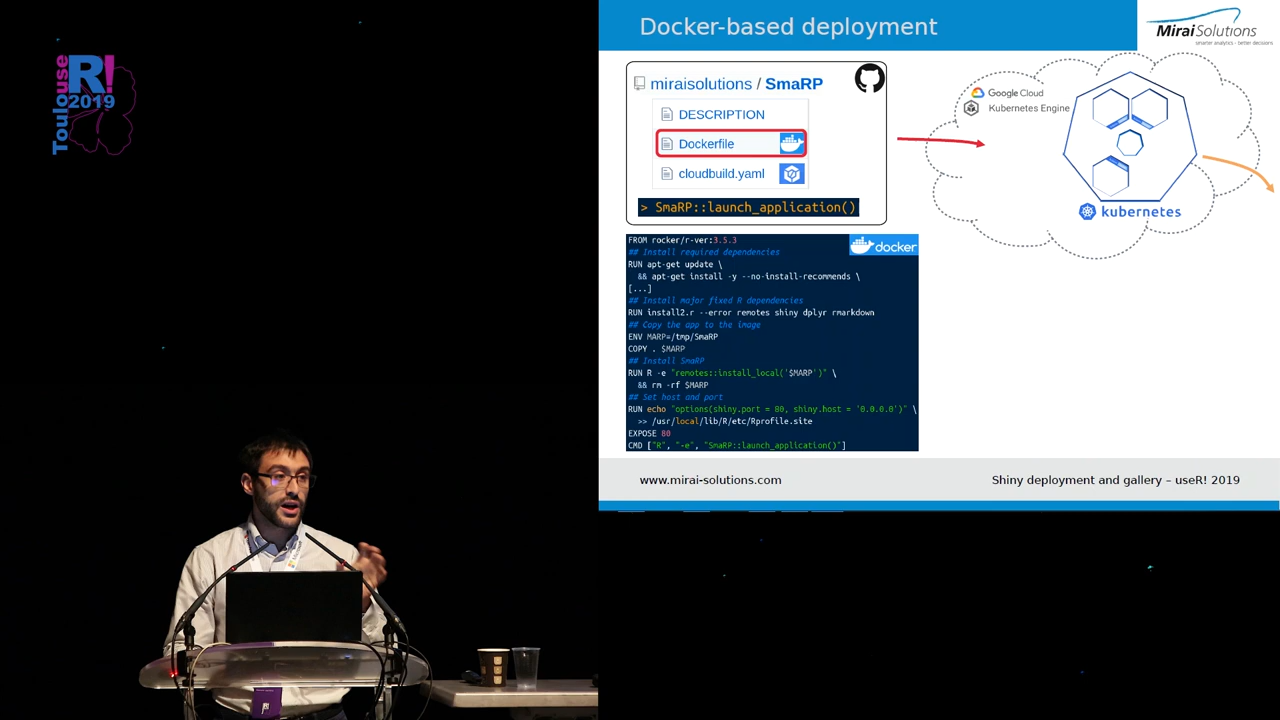 Toulouse
R!
2019
Docker-based deployment
MiraiSolutions
smarter analytics - better decisions
miraisolutions / SmaRP
DESCRIPTION
Dockerfile
cloudbuild.yaml
> SmaRP::launch_application()
Google Cloud
Kubernetes Engine
kubernetes
docker
FROM rocker/r-ver:3.5.3
## Install required dependencies
RUN apt-get update \
&& apt-get install -y --no-install-recommends \
[...]
## Install major fixed R dependencies
RUN install2.r --error remotes shiny dplyr rmarkdown
## Copy the app to the image
ENV MARP=/tmp/SmaRP
COPY . $MARP
## Install SmaRP
RUN R -e "remotes::install_local('$MARP')" \
&& rm -rf $MARP
## Set host and port
RUN echo "options(shiny.port = 80, shiny.host = '0.0.0.0')" \
>> /usr/local/lib/R/etc/Rprofile.site
EXPOSE 80
CMD ["R", "-e", "SmaRP::launch_application()"]
www.mirai-solutions.com
Shiny deployment and gallery – useR! 2019